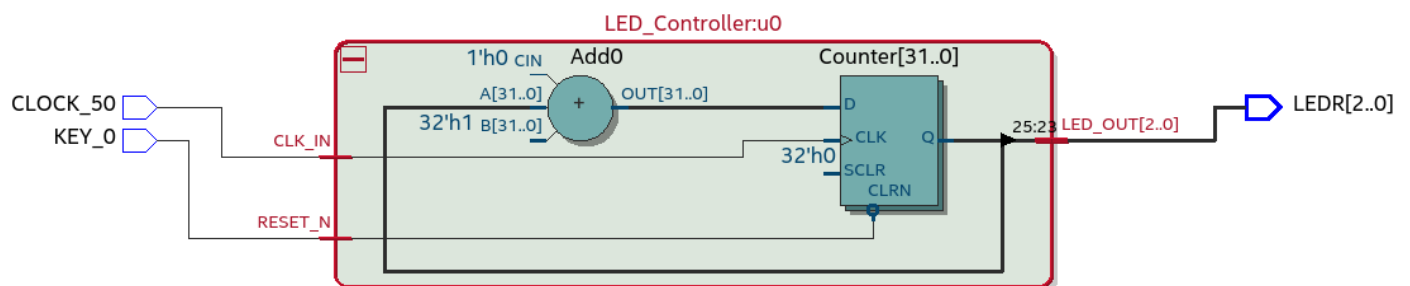 LED_Controller:u0
1'h0 CIN
Add0
Counter[31..0]
CLOCK_50
A[31..0]
+
OUT[31..0]
D
LEDR[2..0]
KEY_0
32'h1 B[31..0]
CLK_IN
CLK
Q
25:23
LED_OUT[2..0]
32'h0
SCLR
CLRN
RESET_N